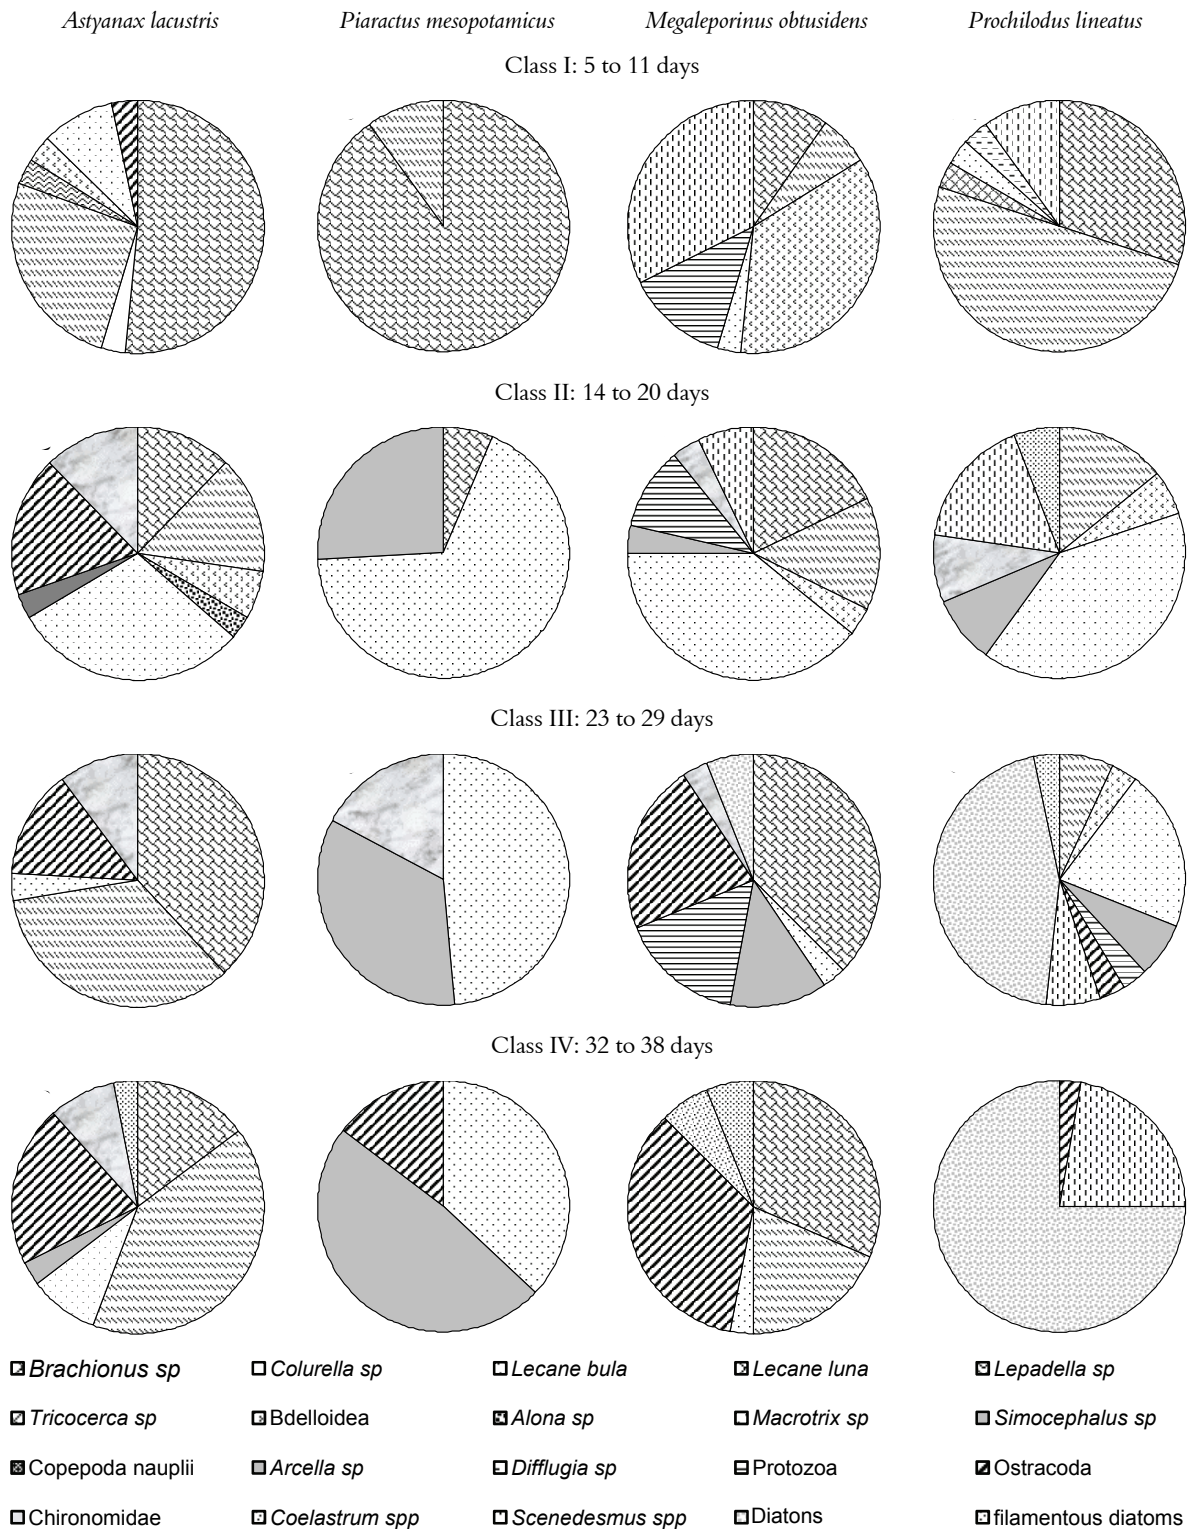 Astyanax lacustris Piaractus mesopotamicus Megaleporinus obtusidens Prochilodus lineatus
Class I: 5 to 11 days
Class II: 14 to 20 days
Class III: 23 to 29 days
Class IV: 32 to 38 days
Brachionus sp Colurella sp Lecane bula Lecane luna Lepadella sp
Tricocerca sp Bdelloidea Alona sp Macrotrix sp Simocephalus sp
Copepoda nauplii Arcella sp Difflugia sp Protozoa Ostracoda
Chironomidae Coelastrum spp Scenedesmus spp Diatons filamentous diatoms